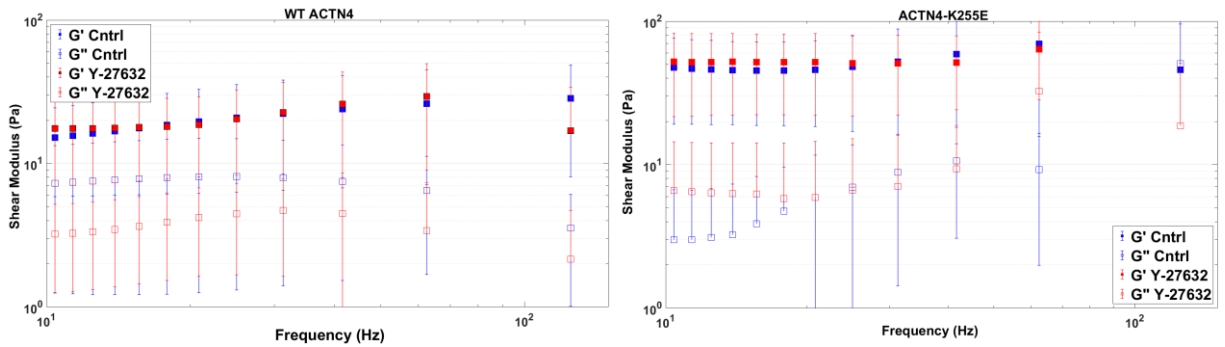 WT ACTN4
10²
G' Cntrl
G'' Cntrl
G' Y-27632
G'' Y-27632
10¹
10⁰
Shear Modulus (Pa)
10¹
10²
Frequency (Hz)
ACTN4-K255E
10²
10¹
10⁰
Shear Modulus (Pa)
G' Cntrl
G'' Cntrl
G' Y-27632
G'' Y-27632
10¹
10²
Frequency (Hz)